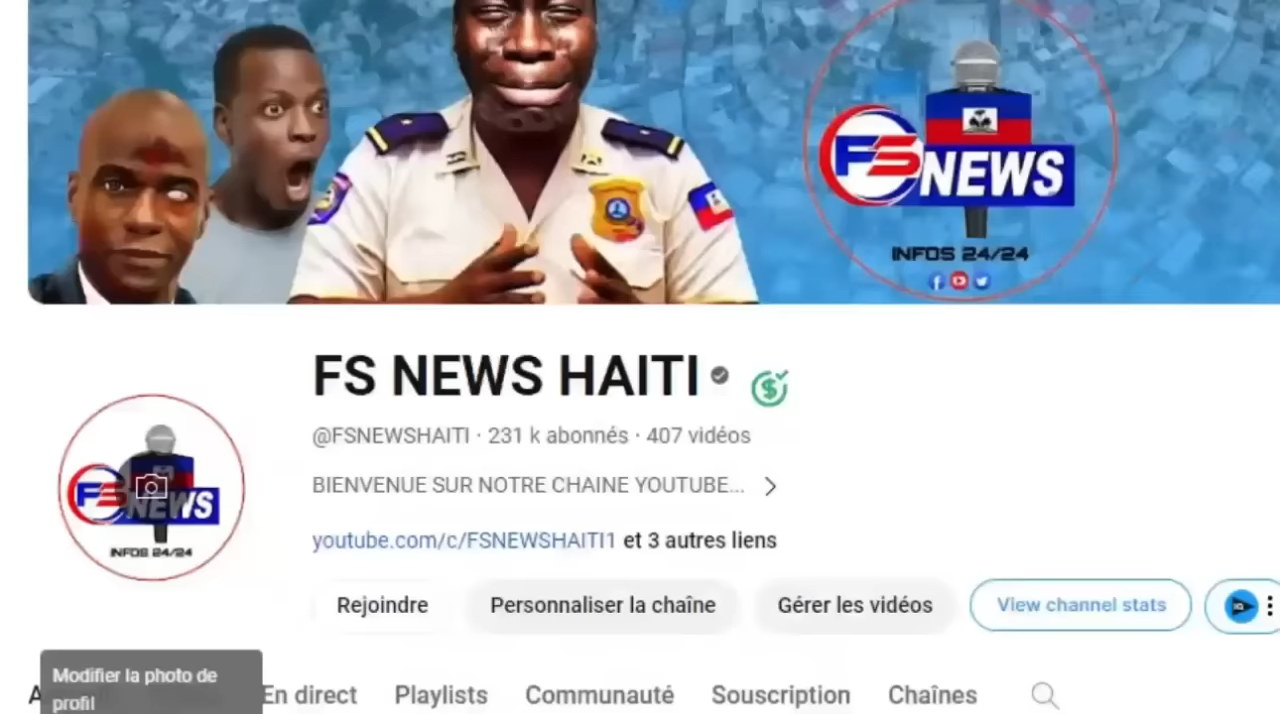 FS NEWS
INFOS 24/24
FS NEWS HAITI
@FSNEWSHAITI · 231 k abonnés · 407 vidéos
BIENVENUE SUR NOTRE CHAINE YOUTUBE...
youtube.com/c/FSNEWSHAITI1 et 3 autres liens
FS NEWS
INFOS 24/24
Rejoindre Personnaliser la chaîne Gérer les vidéos View channel stats
Modifier la photo de
profil
En direct Playlists Communauté Souscription Chaînes